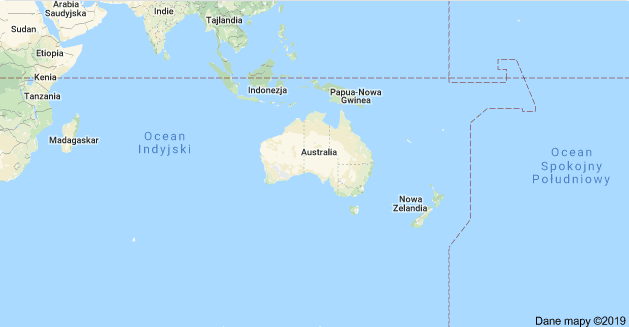 Arabia
Saudyjska
Indie
Tajlandia
Sudan
Etiopia
Kenia
Tanzania
Indonezja
Papua-Nowa
Gwinea
Madagaskar
Ocean
Indyjski
Australia
Ocean
Spokojny
Południowy
Nowa
Zelandia
Dane mapy ©2019